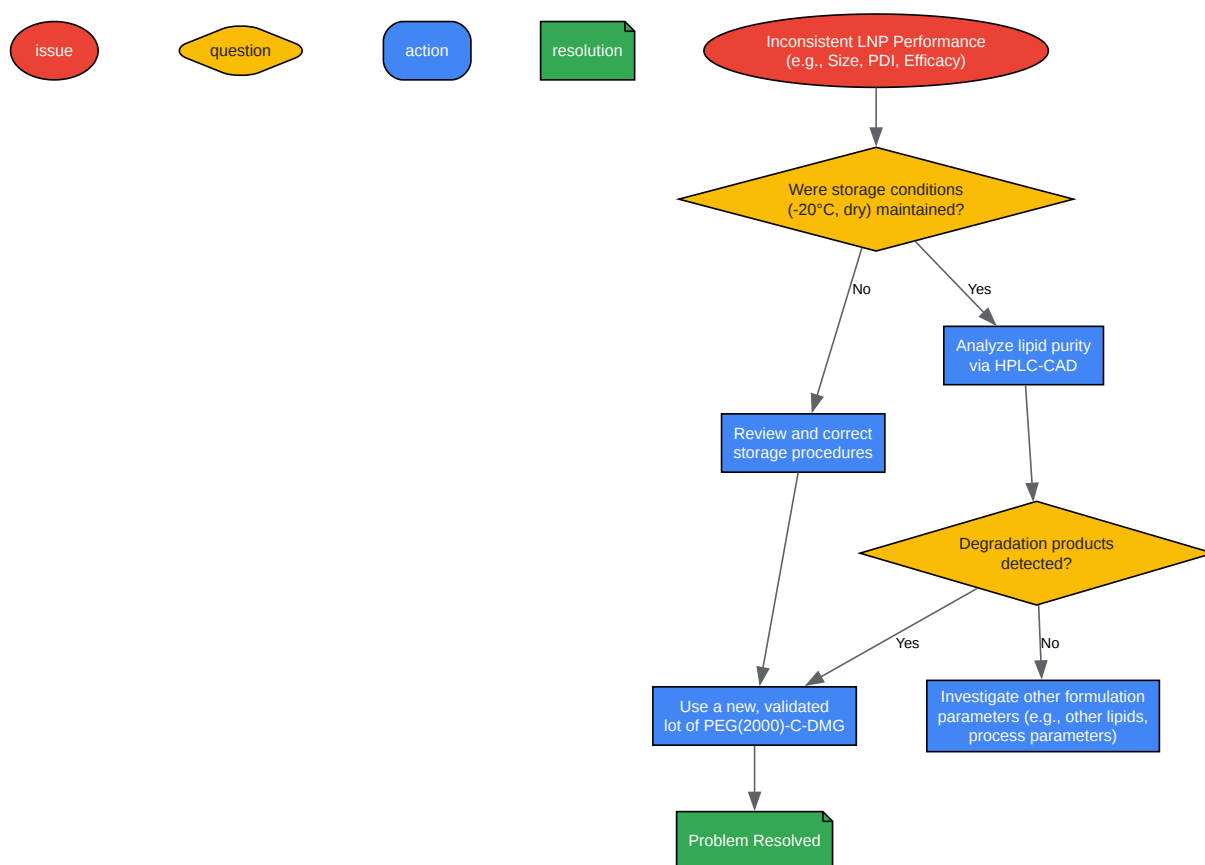 issue
question
action
resolution
Inconsistent LNP Performance
(e.g., Size, PDI, Efficacy)
Were storage conditions
(-20°C, dry) maintained?
No
Yes
Analyze lipid purity
via HPLC-CAD
Review and correct
storage procedures
Degradation products
detected?
Yes
No
Use a new, validated
lot of PEG(2000)-C-DMG
Investigate other formulation
parameters (e.g., other lipids,
process parameters)
Problem Resolved